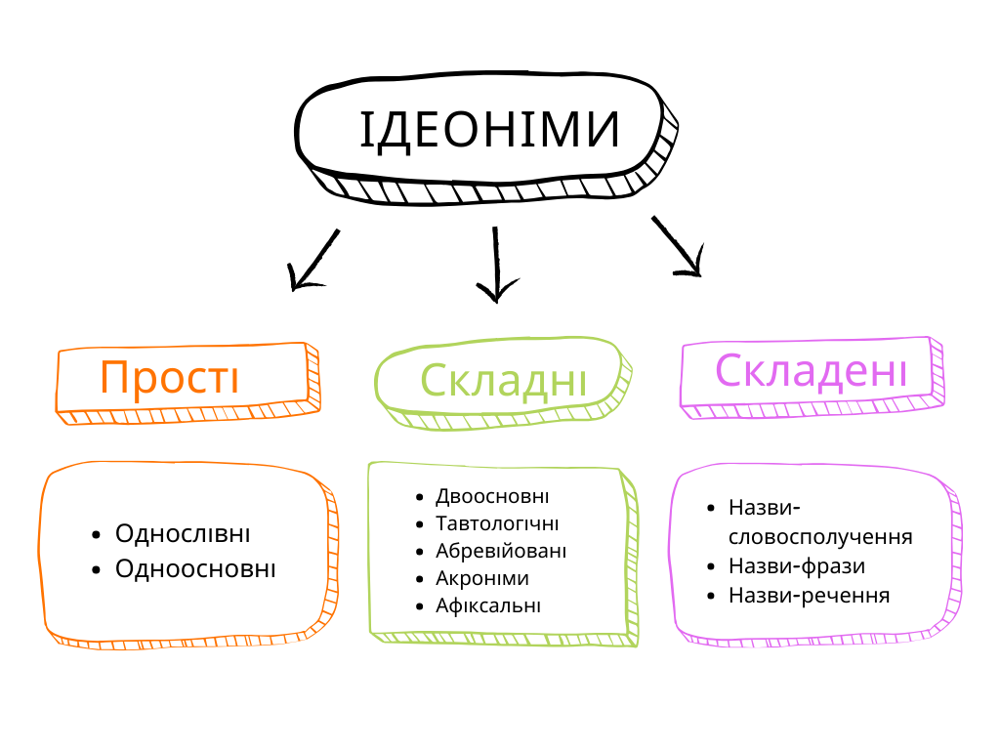 ІДЕОНІМИ
Прості
Складні
Складені
• Однослівні
• Одноосновні
• Двоосновні
• Тавтологічні
• Абревійовані
• Акроніми
• Афіксальні
• Назви-
словосполучення
• Назви-фрази
• Назви-речення